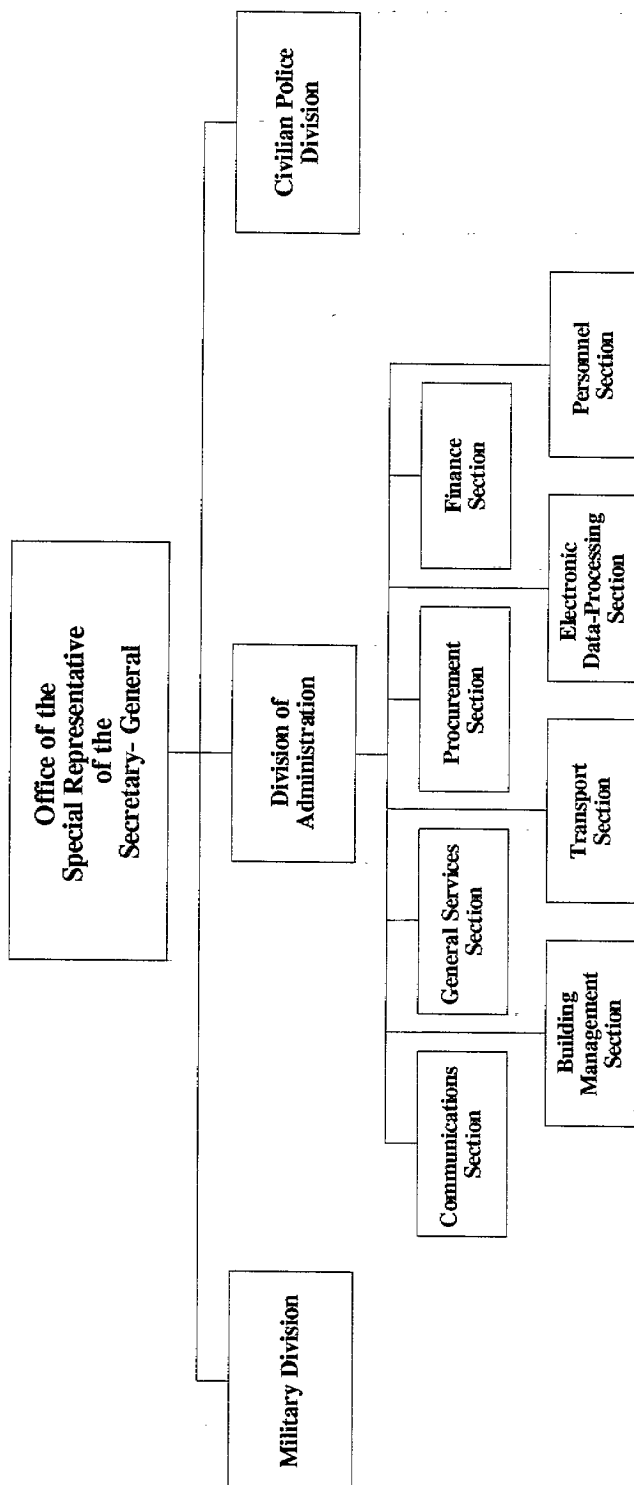 Office of the
Special Representative
of the
Secretary- General
Military Division
Division of
Administration
Civilian Police
Division
Communications
Section
General Services
Section
Procurement
Section
Finance
Section
Building
Management
Section
Transport
Section
Electronic
Data-Processing
Section
Personnel
Section